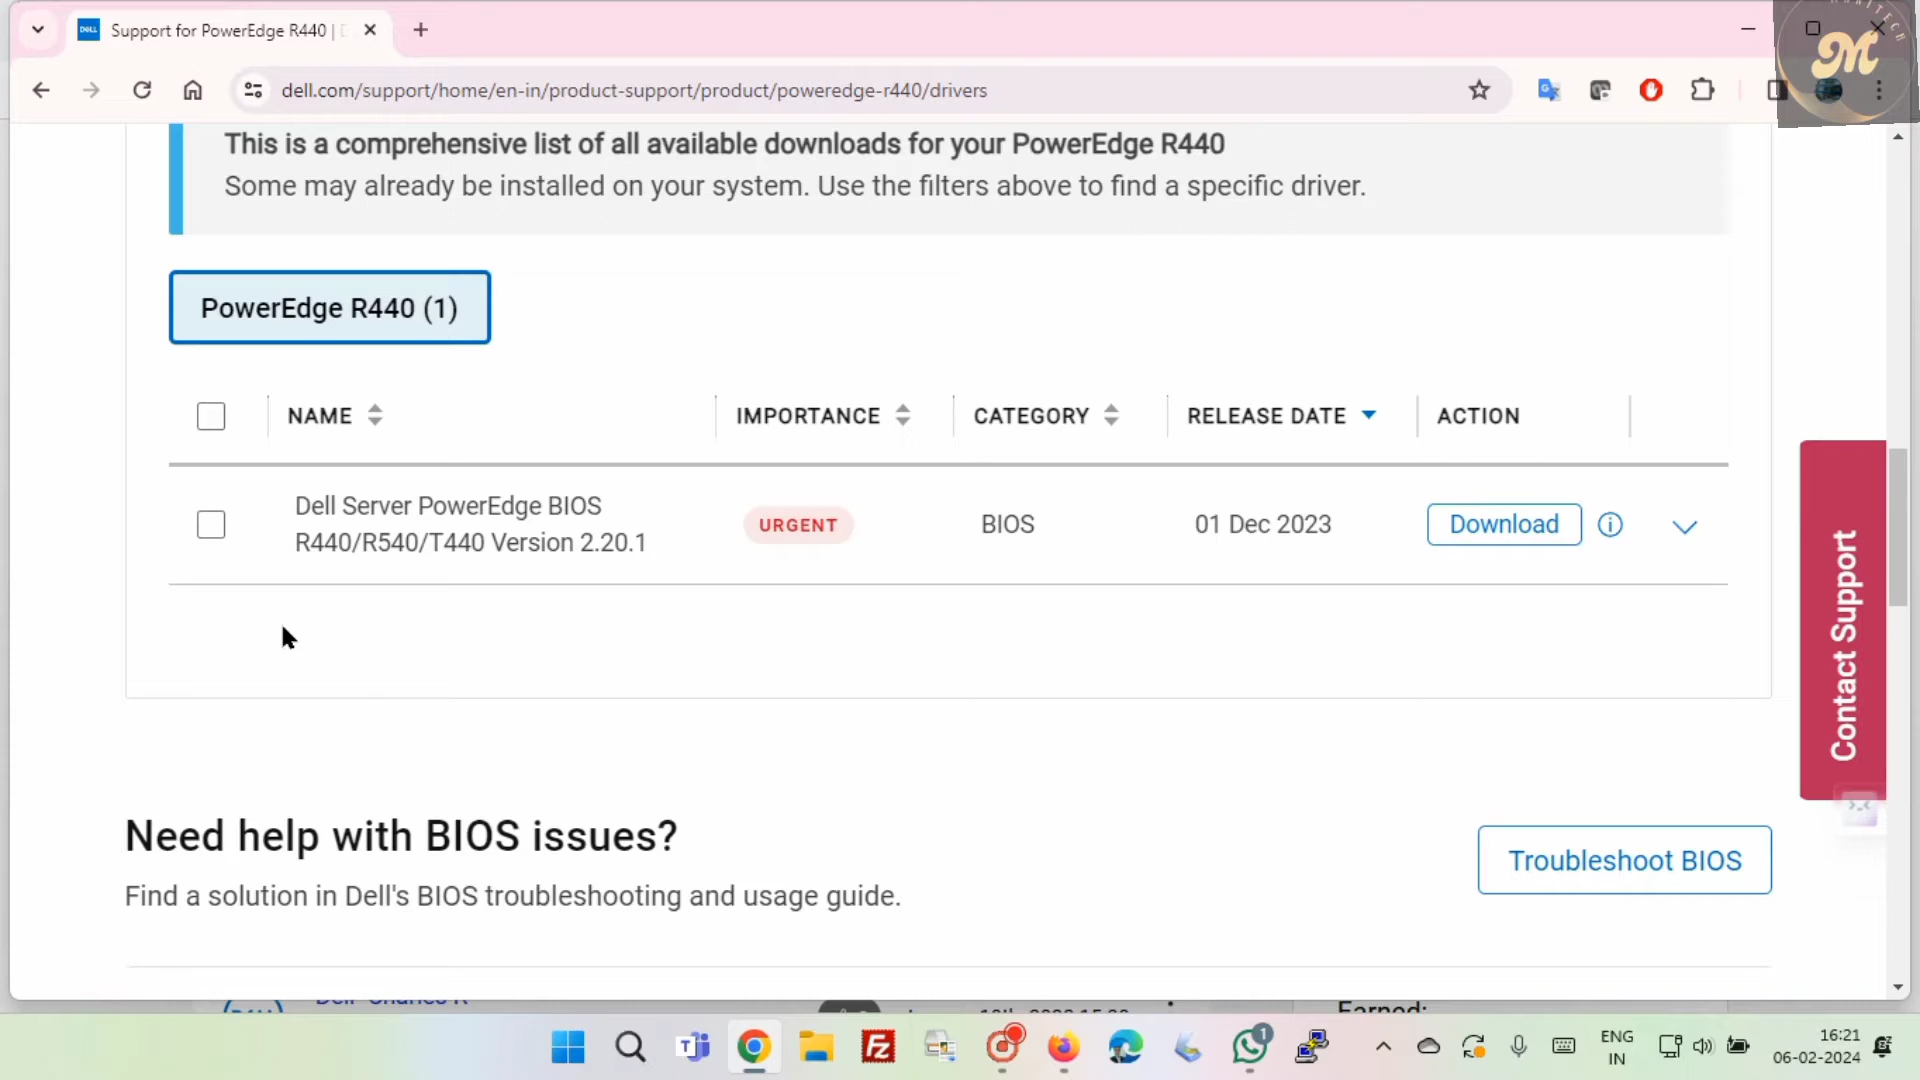 Support for PowerEdge R440 |
dell.com/support/home/en-in/product-support/product/poweredge-r440/drivers
This is a comprehensive list of all available downloads for your PowerEdge R440
Some may already be installed on your system. Use the filters above to find a specific driver.
PowerEdge R440 (1)
NAME IMPORTANCE CATEGORY RELEASE DATE ACTION
Dell Server PowerEdge BIOS
R440/R540/T440 Version 2.20.1
URGENT
BIOS
01 Dec 2023
Download
Contact Support
Need help with BIOS issues?
Find a solution in Dell's BIOS troubleshooting and usage guide.
Troubleshoot BIOS
ENG
IN
16:21
06-02-2024